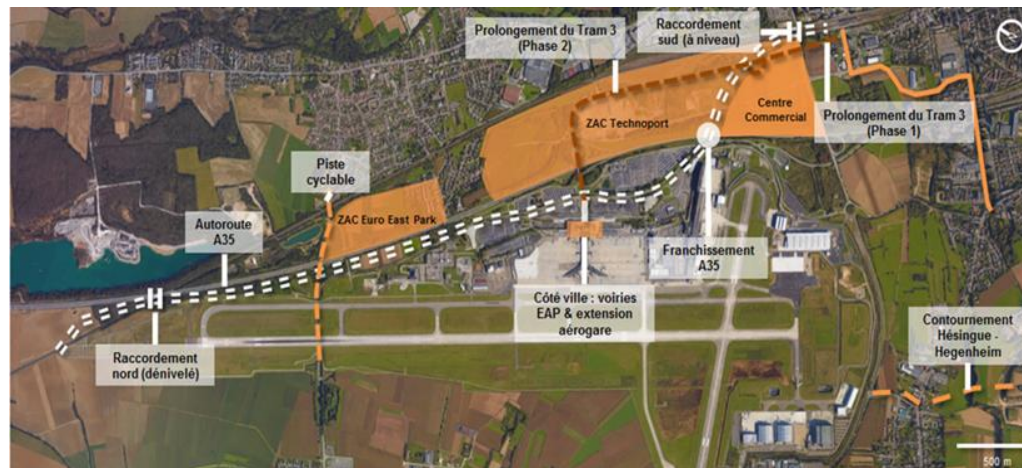 Prolongement du Tram 3
(Phase 2)
Raccordement
sud (à niveau)
ZAC Technoport
Centre
Commercial
Prolongement du Tram 3
(Phase 1)
Piste
cyclable
ZAC Euro East Park
Autoroute
A35
Franchissement
A35
Côté ville : voiries
EAP & extension
aérogare
Raccordement
nord (dénivelé)
Contournement
Hésingue -
Hegenheim
500 m